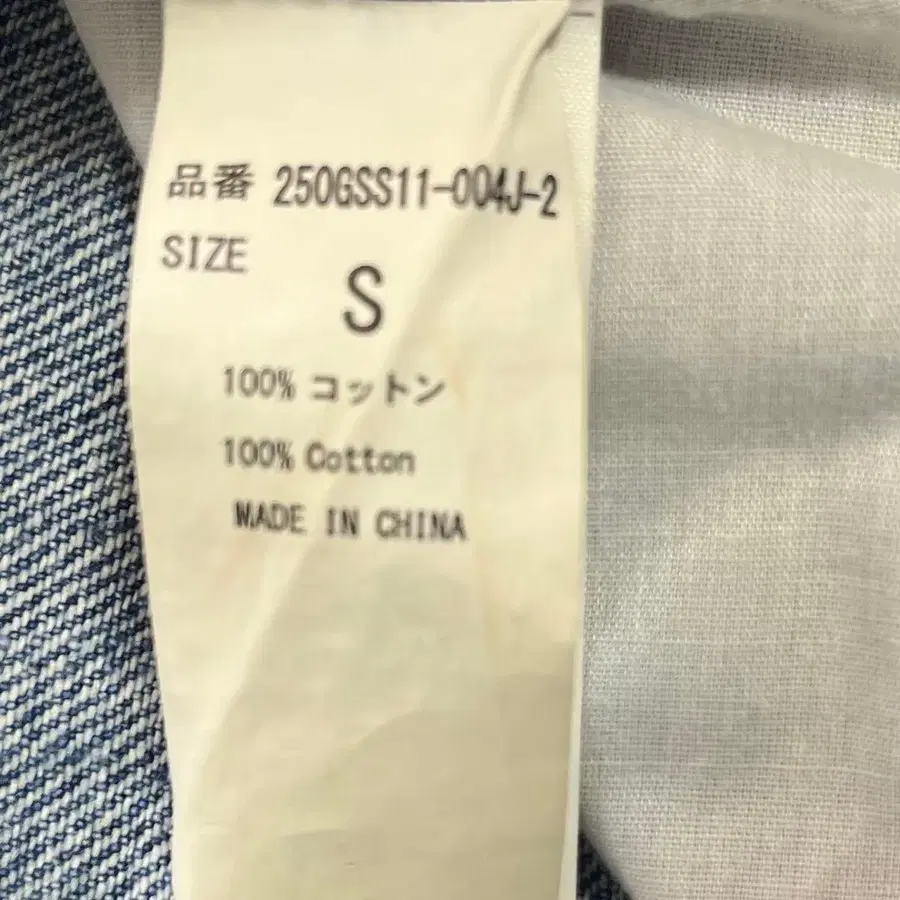 品番 250GSS11-004J-2
SIZE
S
100% コットン
100% Cotton
MADE IN CHINA